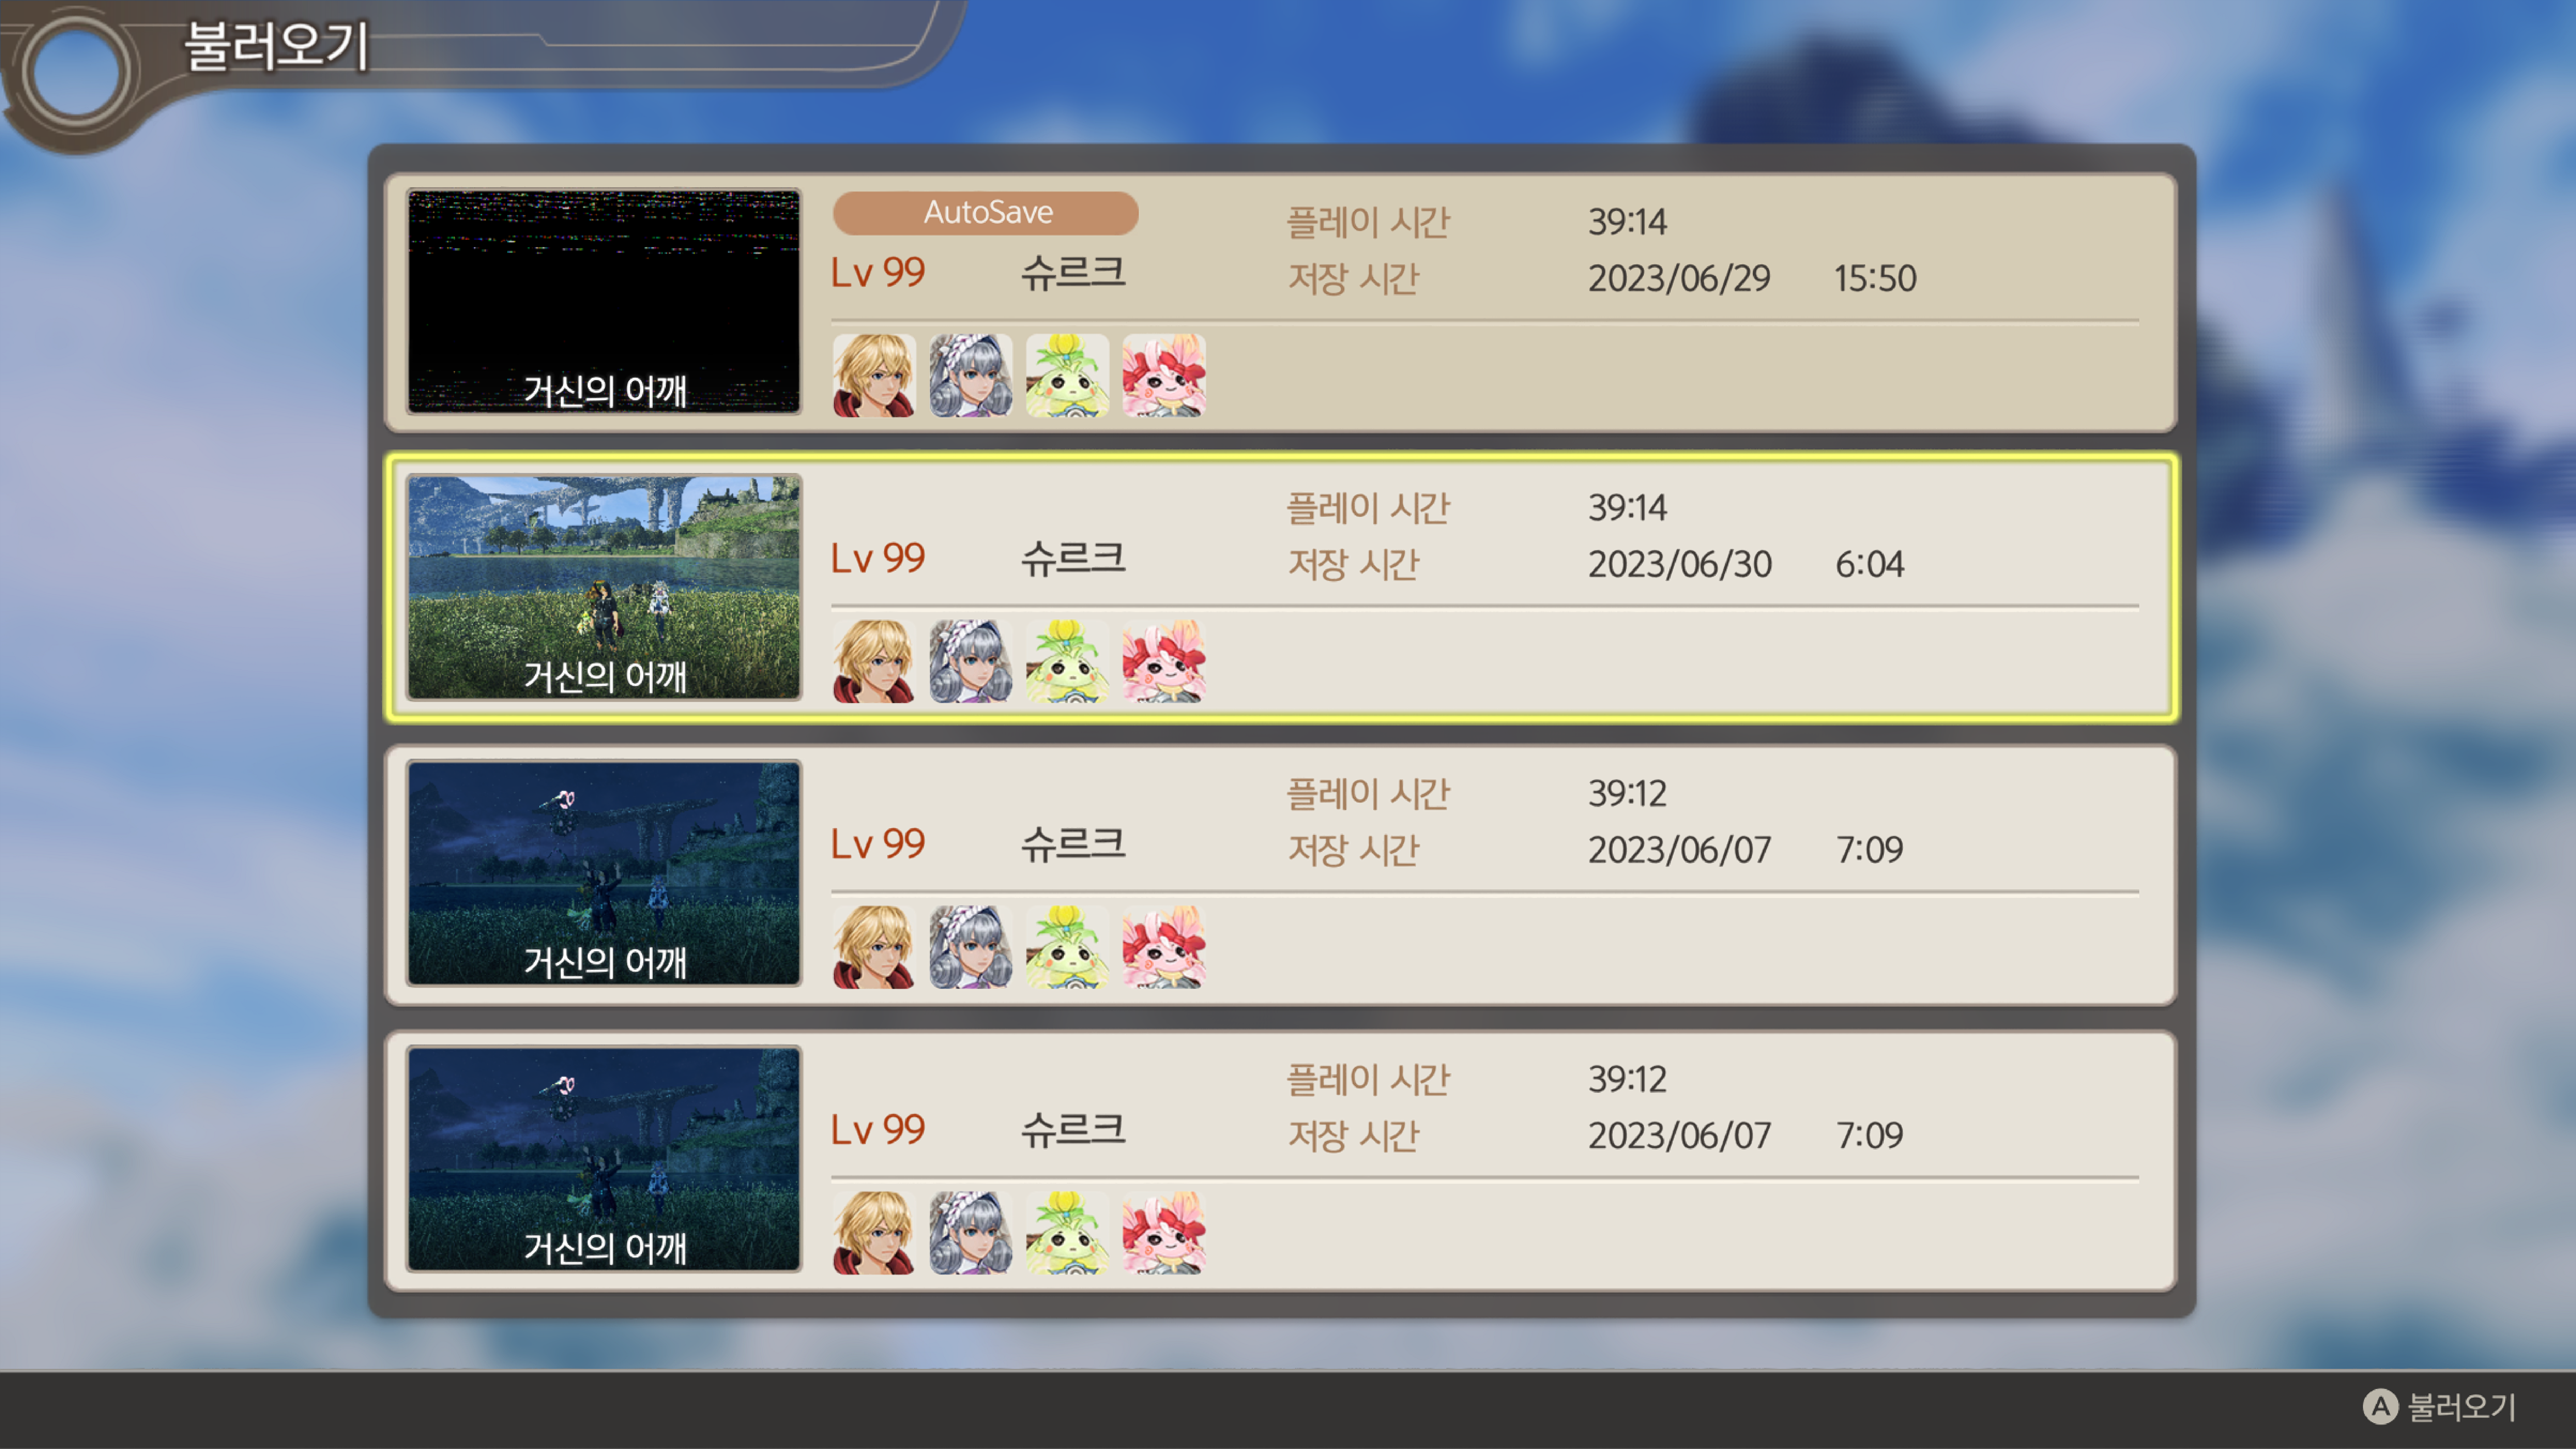 불러오기
AutoSave
Lv 99 슈르크
플레이 시간 39:14
저장 시간 2023/06/29 15:50
거신의 어깨
Lv 99 슈르크
플레이 시간 39:14
저장 시간 2023/06/30 6:04
거신의 어깨
Lv 99 슈르크
플레이 시간 39:12
저장 시간 2023/06/07 7:09
거신의 어깨
Lv 99 슈르크
플레이 시간 39:12
저장 시간 2023/06/07 7:09
거신의 어깨
A 불러오기